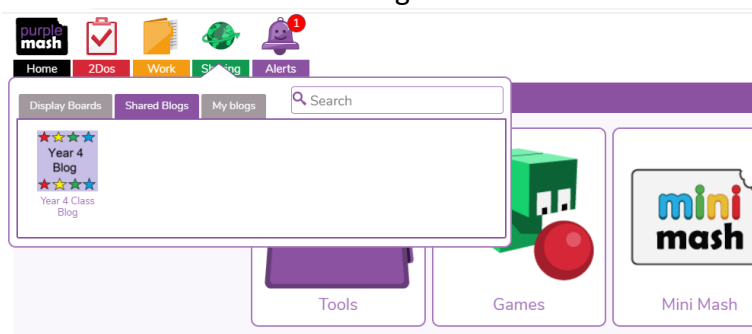 purple
mash
1
Home 2Dos Work Sharing Alerts
Display Boards Shared Blogs My blogs Search
Year 4
Blog
Year 4 Class
Blog
mini
mash
Tools Games Mini Mash